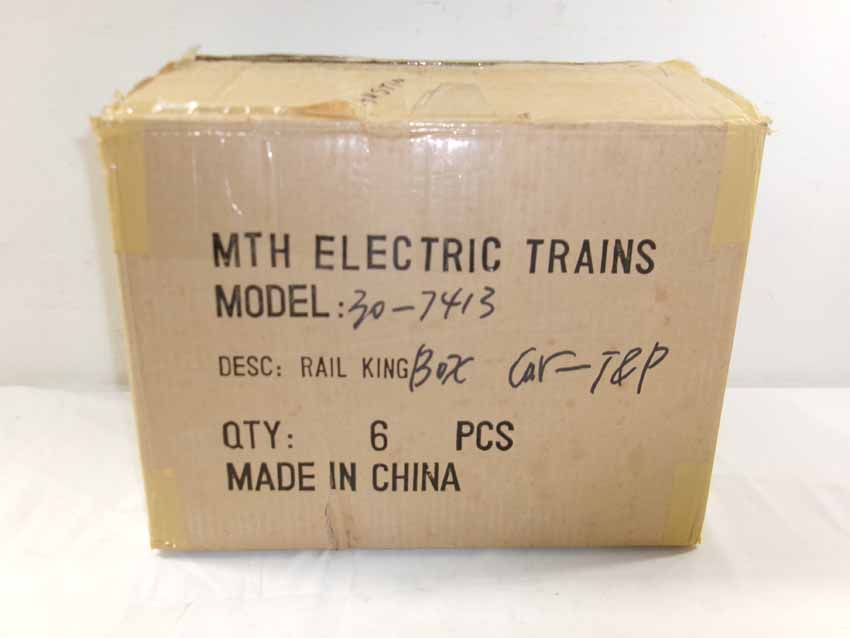 MTH ELECTRIC TRAINS
MODEL: 30-7413
DESC: RAIL KING Box Car-T&P
QTY: 6 PCS
MADE IN CHINA